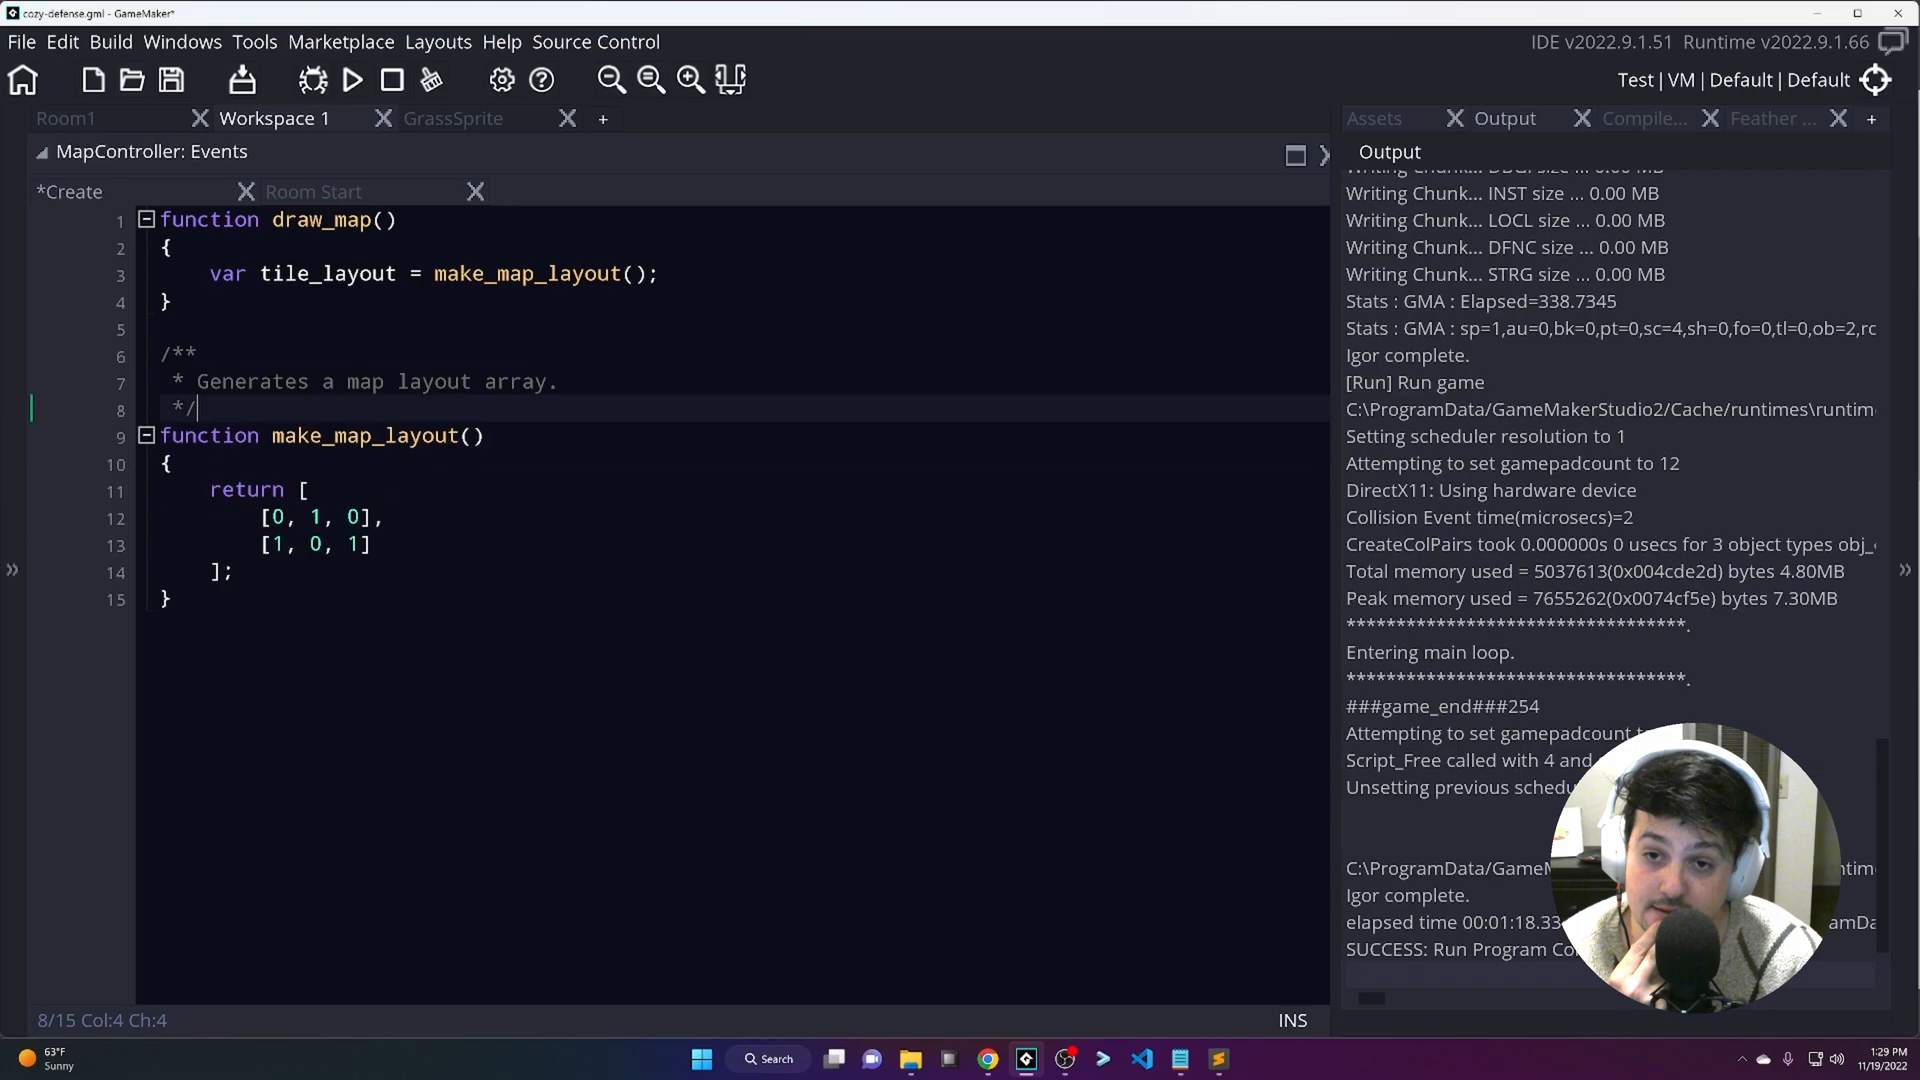 cozy-defense.gml - GameMaker*
File Edit Build Windows Tools Marketplace Layouts Help Source Control
IDE v2022.9.1.51 Runtime v2022.9.1.66
Test | VM | Default | Default
Room1
Workspace 1
GrassSprite
+
Assets
Output
Compile...
Feather ...
+
MapController: Events
*Create
Room Start
1 function draw_map()
2 {
3 var tile_layout = make_map_layout();
4 }
5
6 /**
7 * Generates a map layout array.
8 */
9 function make_map_layout()
10 {
11 return [
12 [0, 1, 0],
13 [1, 0, 1]
14 ];
15 }
8/15 Col:4 Ch:4
INS
Output
Writing Chunk... INST size ... 0.00 MB
Writing Chunk... LOCL size ... 0.00 MB
Writing Chunk... DFNC size ... 0.00 MB
Writing Chunk... STRG size ... 0.00 MB
Stats : GMA : Elapsed=338.7345
Stats : GMA : sp=1,au=0,bk=0,pt=0,sc=4,sh=0,fo=0,tl=0,ob=2,rc
Igor complete.
[Run] Run game
C:\ProgramData/GameMakerStudio2/Cache/runtimes\runtim
Setting scheduler resolution to 1
Attempting to set gamepadcount to 12
DirectX11: Using hardware device
Collision Event time(microsecs)=2
CreateColPairs took 0.000000s 0 usecs for 3 object types obj_
Total memory used = 5037613(0x004cde2d) bytes 4.80MB
Peak memory used = 7655262(0x0074cf5e) bytes 7.30MB
*********************************.
Entering main loop.
*********************************.
###game_end###254
Attempting to set gamepadcount
Script_Free called with 4 and
Unsetting previous schedu
C:\ProgramData/GameM
Igor complete.
elapsed time 00:01:18.33
SUCCESS: Run Program Co
63°F
Sunny
Search
1:29 PM
11/19/2022